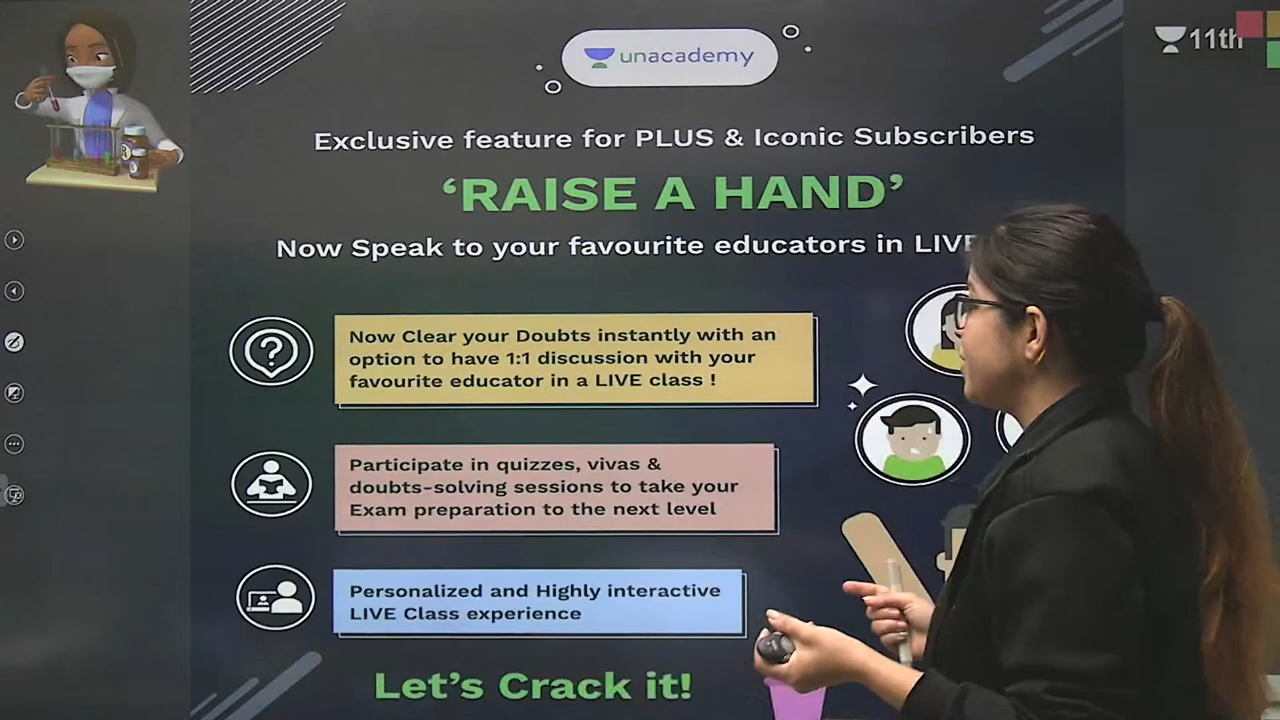 unacademy
11th
Exclusive feature for PLUS & Iconic Subscribers
‘RAISE A HAND’
Now Speak to your favourite educators in LIVE
Now Clear your Doubts instantly with an
option to have 1:1 discussion with your
favourite educator in a LIVE class !
Participate in quizzes, vivas &
doubts-solving sessions to take your
Exam preparation to the next level
Personalized and Highly interactive
LIVE Class experience
Let’s Crack it!